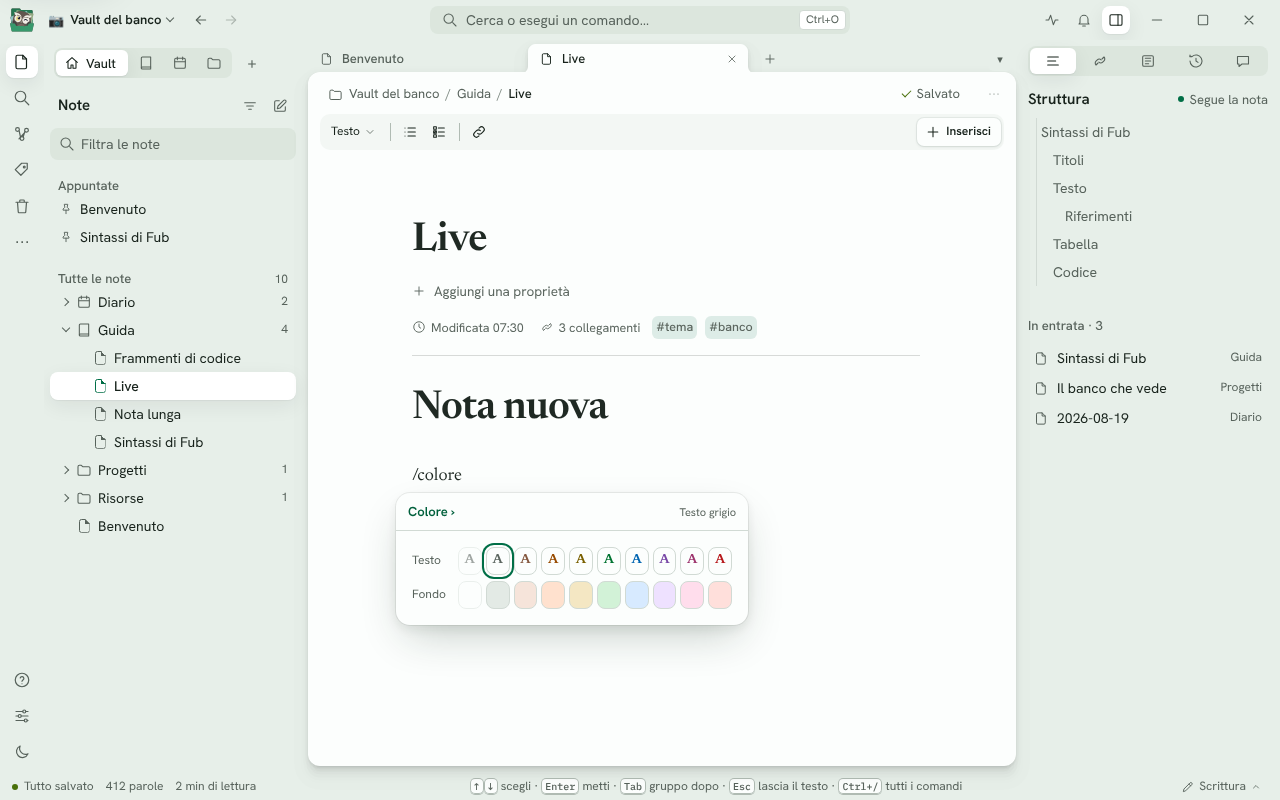 Vault del banco
Cerca o esegui un comando...
Ctrl+O
Vault
Benvenuto
Live
Note
Filtra le note
Appuntate
Benvenuto
Sintassi di Fub
Tutte le note 10
Diario 2
Guida 4
Frammenti di codice
Live
Nota lunga
Sintassi di Fub
Progetti 1
Risorse 1
Benvenuto
Vault del banco / Guida / Live
Salvato
Testo
Inserisci
Live
Aggiungi una proprietà
Modificata 07:30 3 collegamenti #tema #banco
Nota nuova
/colore
Colore › Testo grigio
Testo A A A A A A A A A A
Fondo
Struttura Segue la nota
Sintassi di Fub
Titoli
Testo
Riferimenti
Tabella
Codice
In entrata · 3
Sintassi di Fub Guida
Il banco che vede Progetti
2026-08-19 Diario
Tutto salvato 412 parole 2 min di lettura
↑ ↓ scegli · Enter metti · Tab gruppo dopo · Esc lascia il testo · Ctrl+/ tutti i comandi
Scrittura